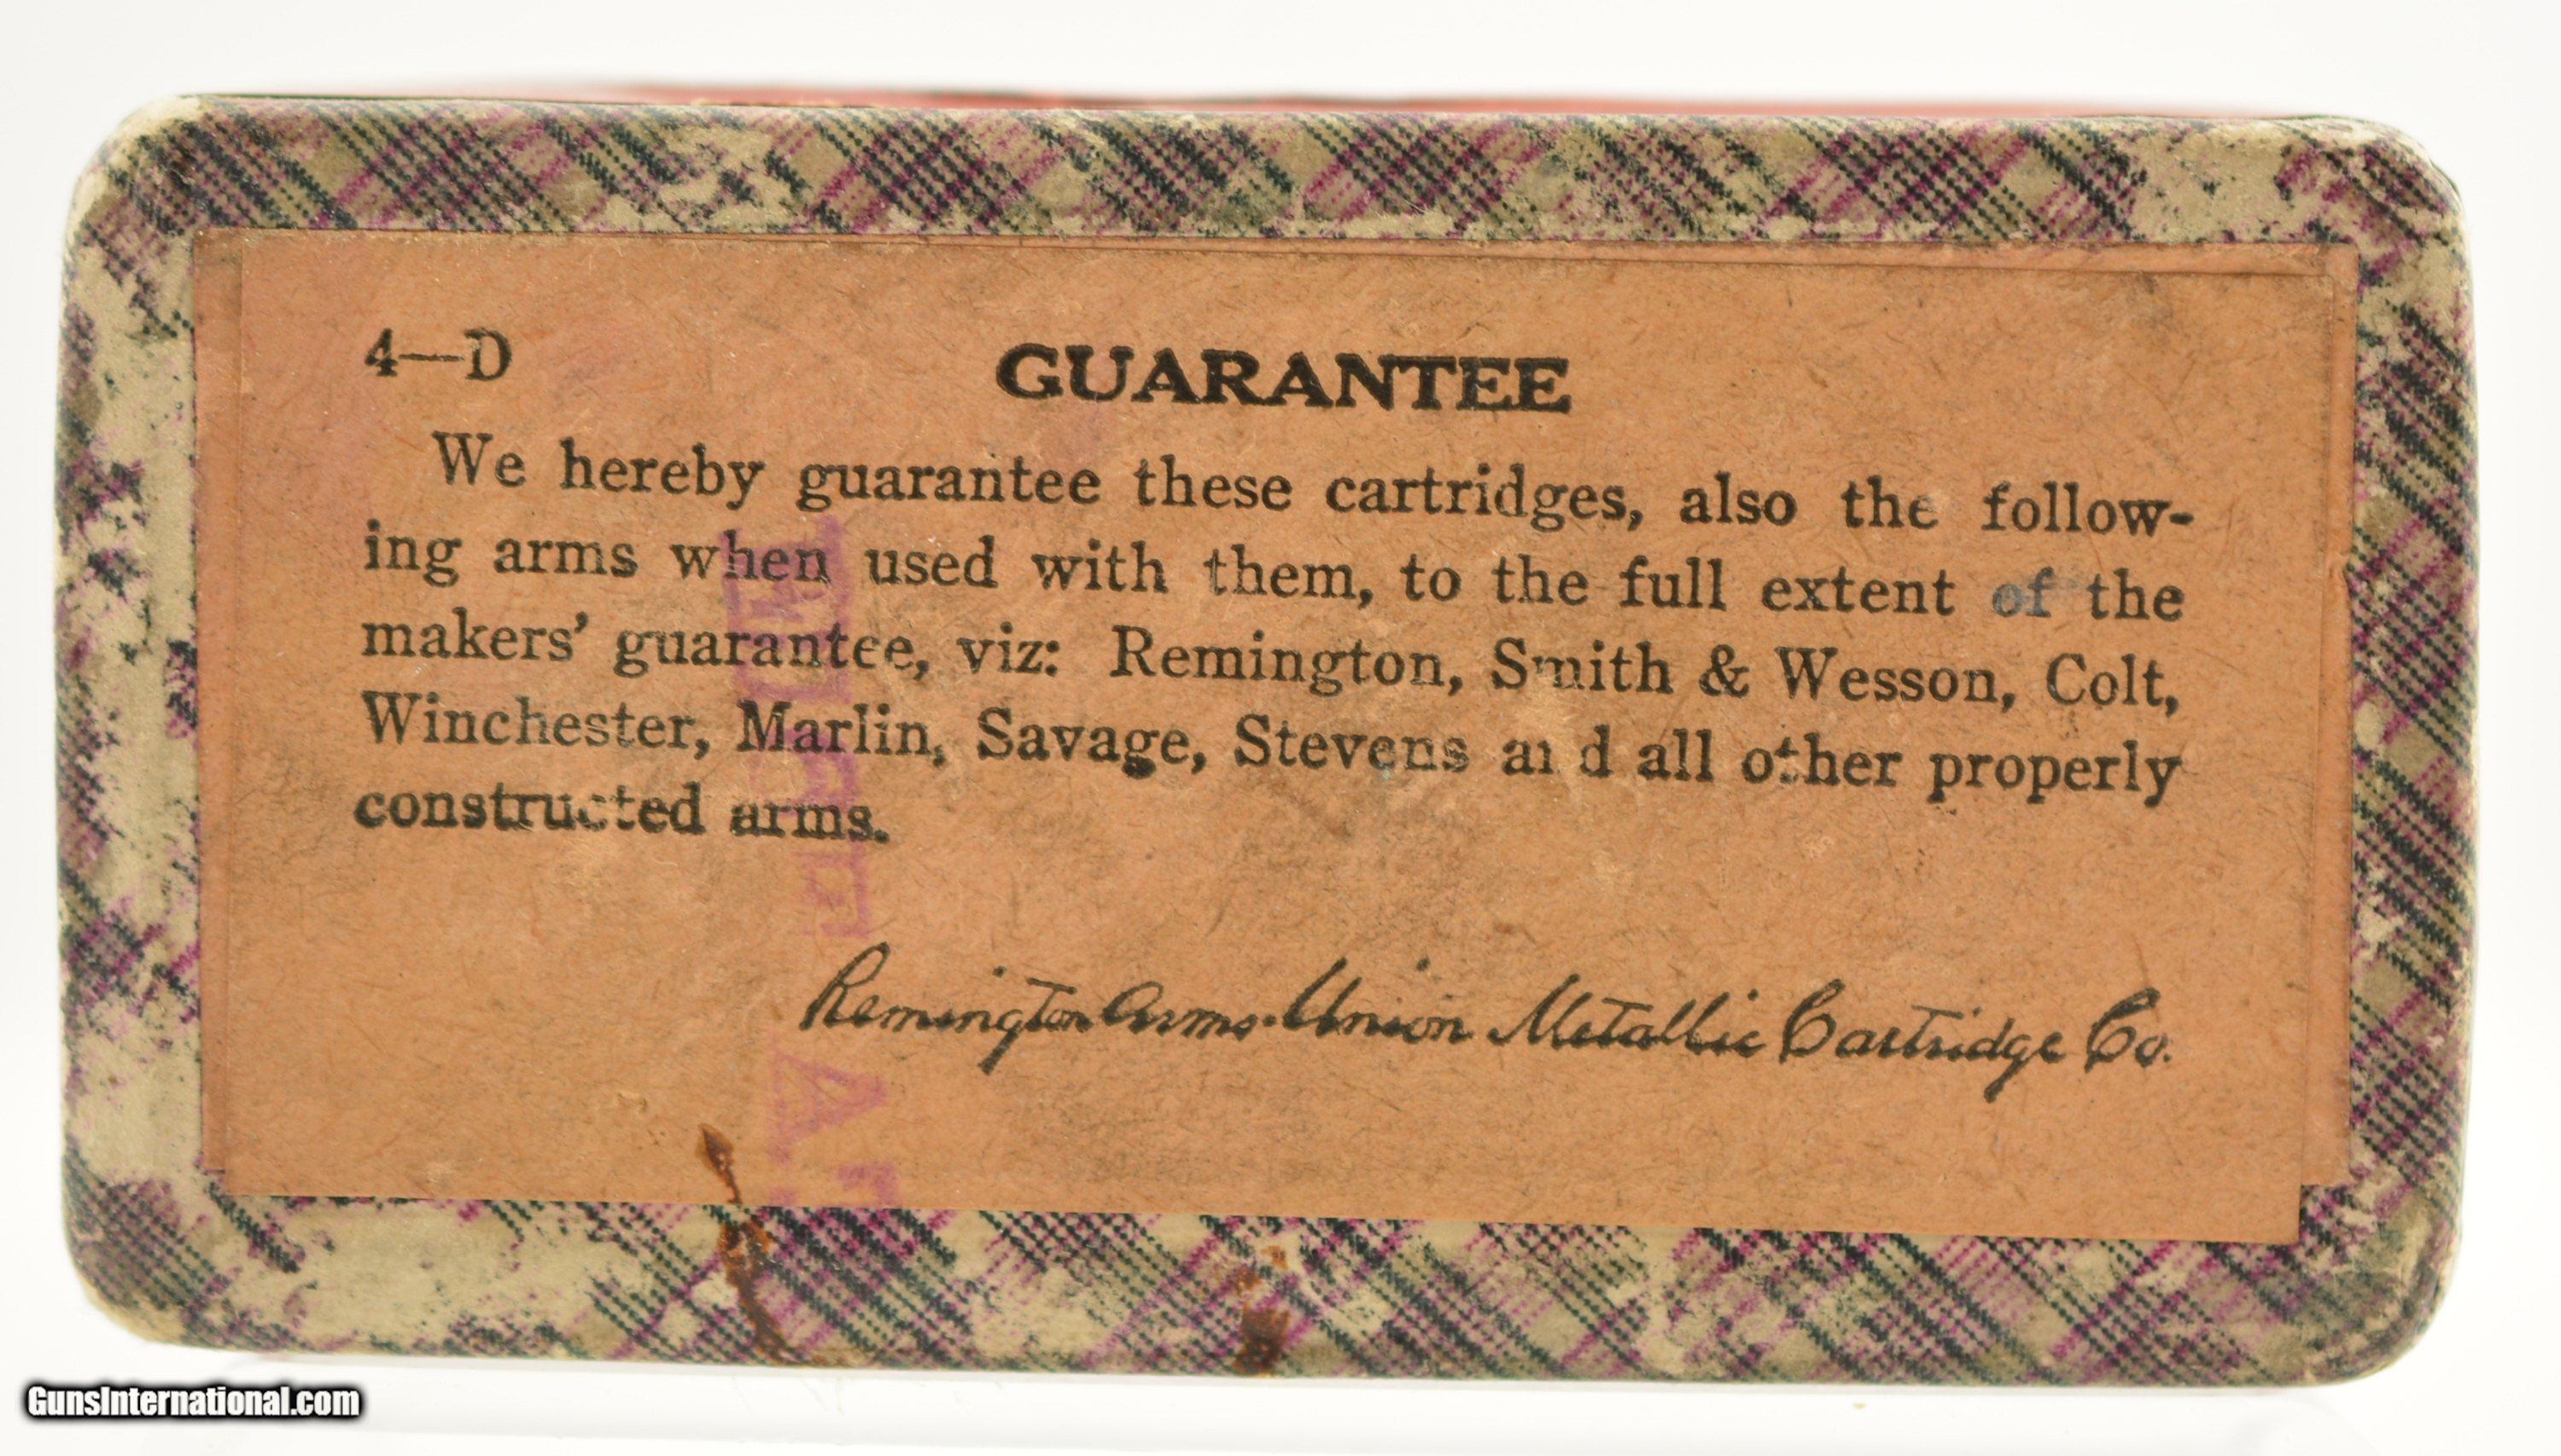 4—D
GUARANTEE
We hereby guarantee these cartridges, also the follow-
ing arms when used with them, to the full extent of the
makers' guarantee, viz: Remington, Smith & Wesson, Colt,
Winchester, Marlin, Savage, Stevens and all other properly
constructed arms.
Remington Arms-Union Metallic Cartridge Co.
GunsInternational.com